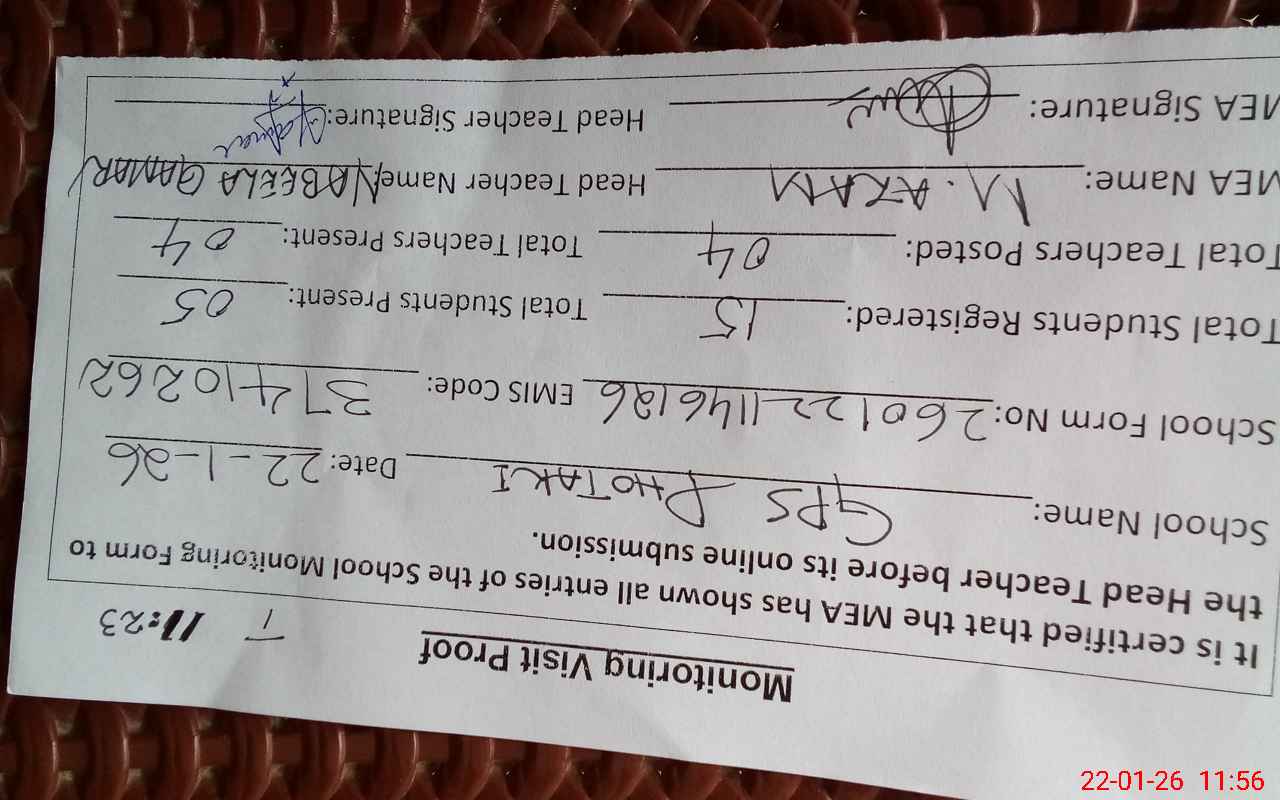 Monitoring Visit Proof T 11:23
It is certified that the MEA has shown all entries of the School Monitoring Form to
the Head Teacher before its online submission.
School Name: GPS PHOTAKI Date: 22-1-26
School Form No: 2601221146126 EMIS Code: 37410262
Total Students Registered: 15 Total Students Present: 05
Total Teachers Posted: 04 Total Teachers Present: 04
MEA Name: M. AZAM Head Teacher Name: NABEELA QAMAR
MEA Signature: Head Teacher Signature:
22-01-26 11:56